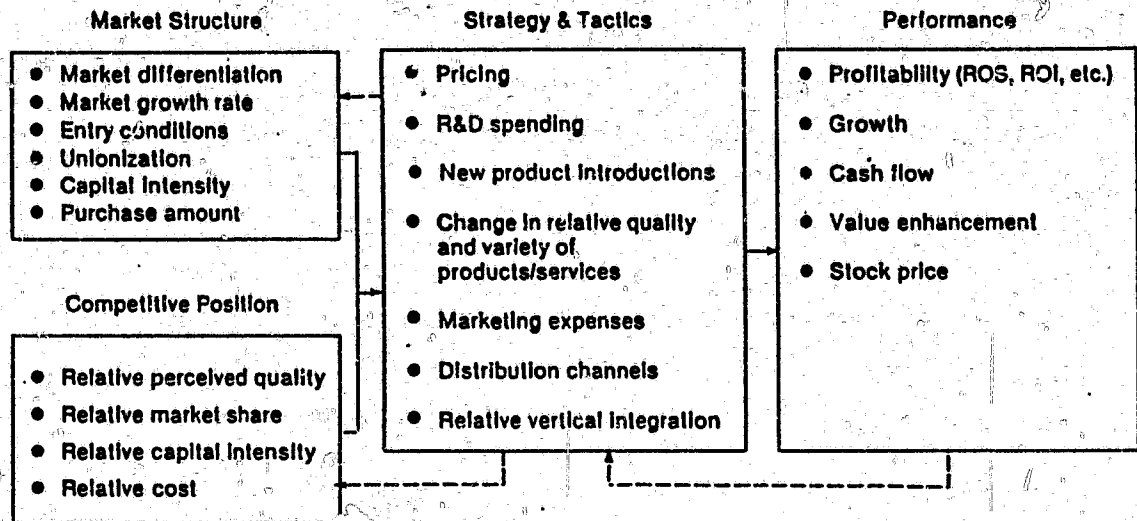 Market Structure
Market differentiation
Market growth rate
Entry conditions
Unionization
Capital intensity
Purchase amount
Competitive Position
Relative perceived quality
Relative market share
Relative capital intensity
Relative cost
Strategy & Tactics
Pricing
R&D spending
New product introductions
Change in relative quality
and variety of
products/services
Marketing expenses
Distribution channels
Relative vertical integration
Performance
Profitability (ROS, ROI, etc.)
Growth
Cash flow
Value enhancement
Stock price